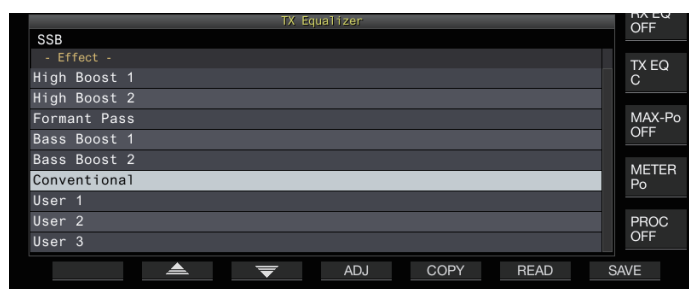 TX Equalizer
SSB
- Effect -
High Boost 1
High Boost 2
Formant Pass
Bass Boost 1
Bass Boost 2
Conventional
User 1
User 2
User 3
RX EQ
OFF
TX EQ
C
MAX-Po
OFF
METER
Po
PROC
OFF
ADJ COPY READ SAVE